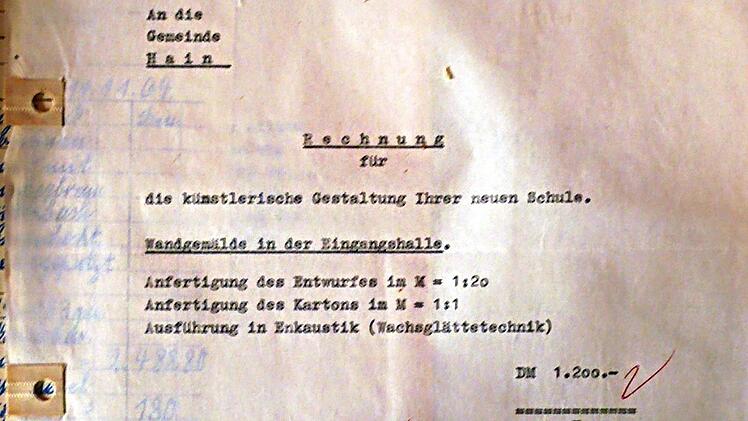 An die
Gemeinde
H a i n
R e c h n u n g
für
die künstlerische Gestaltung Ihrer neuen Schule.
Wandgemälde in der Eingangshalle.
Anfertigung des Entwurfes im M = 1:2o
Anfertigung des Kartons im M = 1:1
Ausführung in Enkaustik (Wachsglättetechnik)
DM 1.2oo.-
=============
130